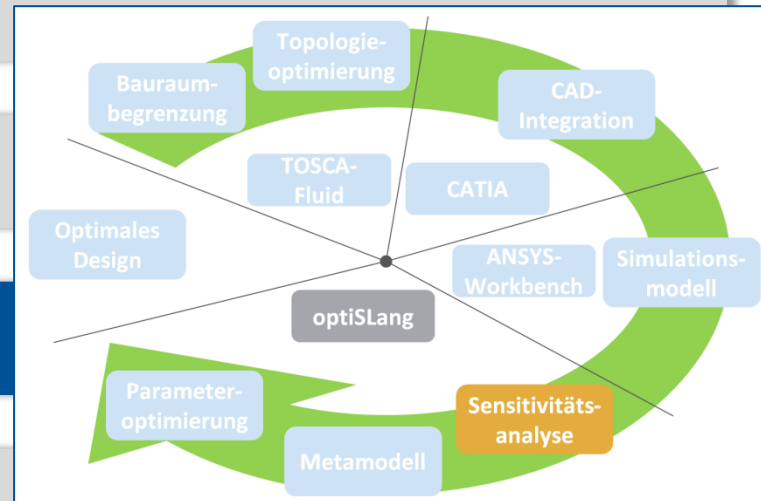 Topologie-
optimierung
Bauraum-
begrenzung
CAD-
Integration
TOSCA-
Fluid
CATIA
Optimales
Design
ANSYS-
Workbench
Simulations-
modell
optiSLang
Parameter-
optimierung
Sensitivitäts-
analyse
Metamodell